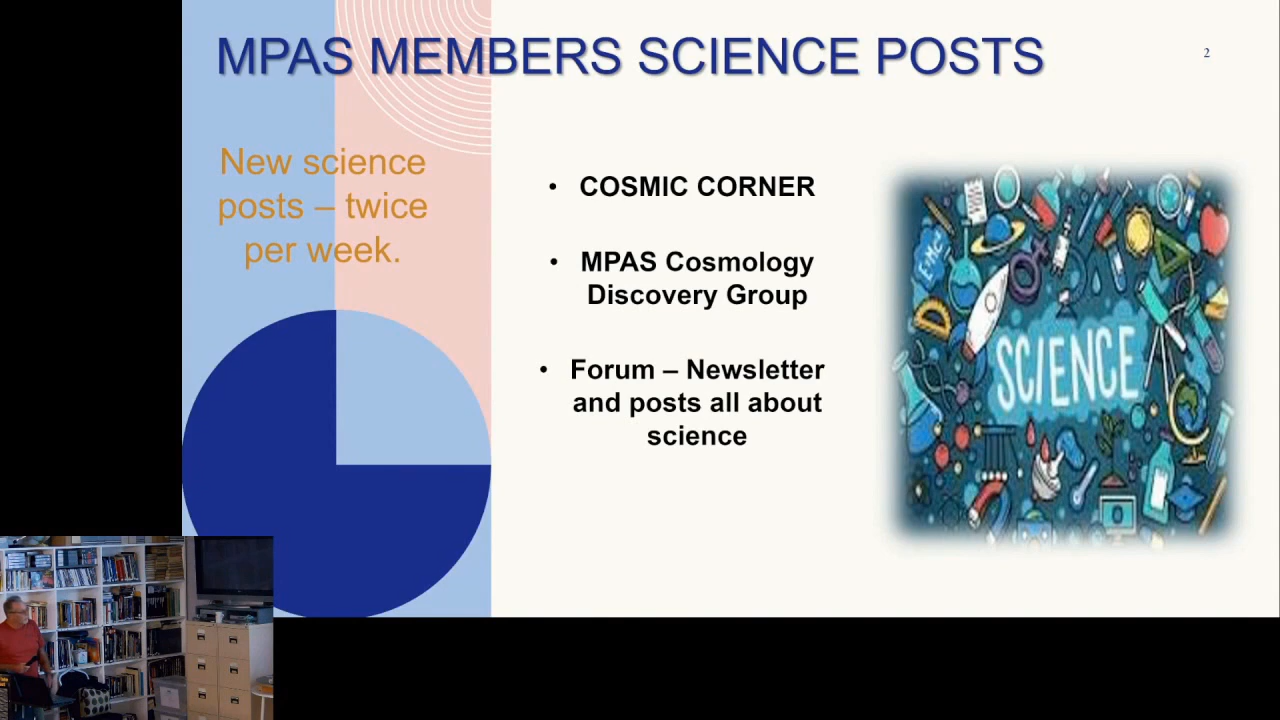 MPAS MEMBERS SCIENCE POSTS
2
New science
posts – twice
per week.
• COSMIC CORNER
• MPAS Cosmology
Discovery Group
• Forum – Newsletter
and posts all about
science
SCIENCE